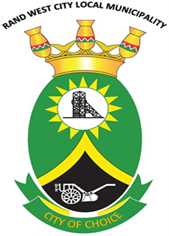 RAND WEST CITY LOCAL MUNICIPALITY
CITY OF CHOICE